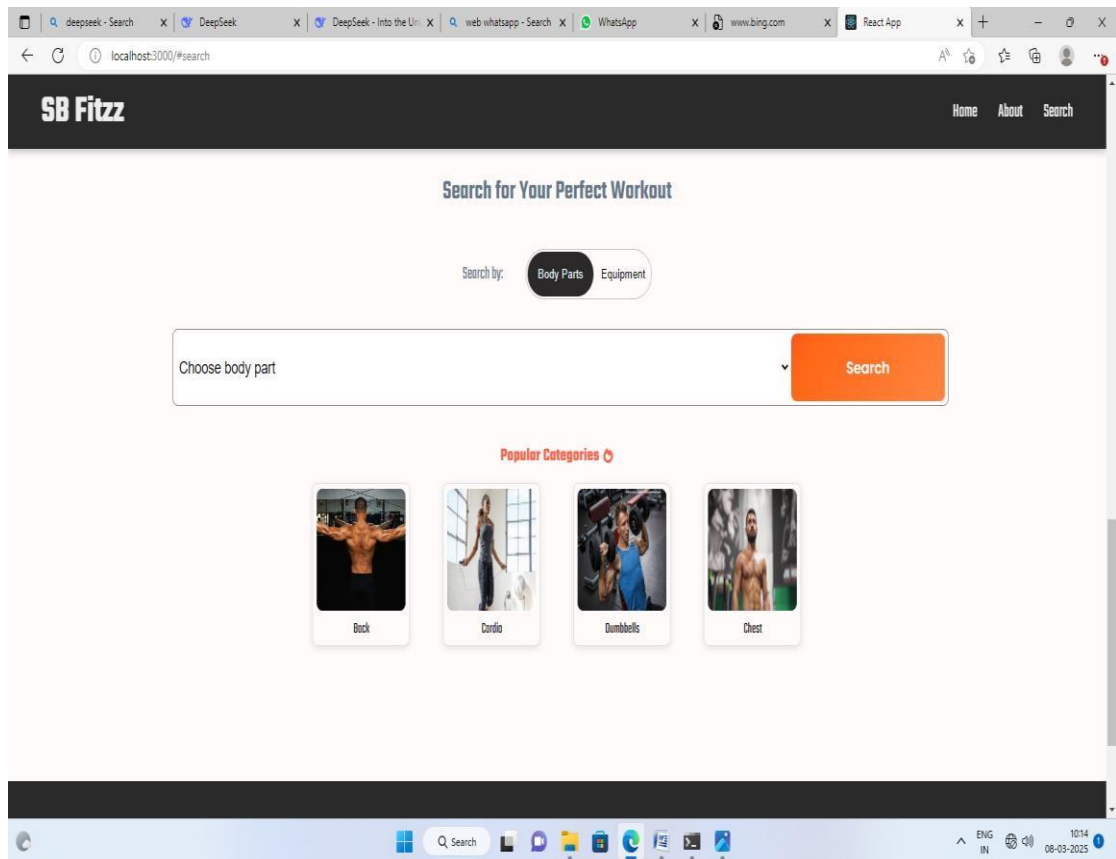 deepseek - Search DeepSeek DeepSeek - Into the Un web whatsapp - Search WhatsApp www.bing.com React App
localhost:3000/#search
SB Fitzz Home About Search
Search for Your Perfect Workout
Search by: Body Parts Equipment
Choose body part Search
Popular Categories
Back Cardio Dumbbells Chest
Search ENG 10:14
IN 08-03-2025 1